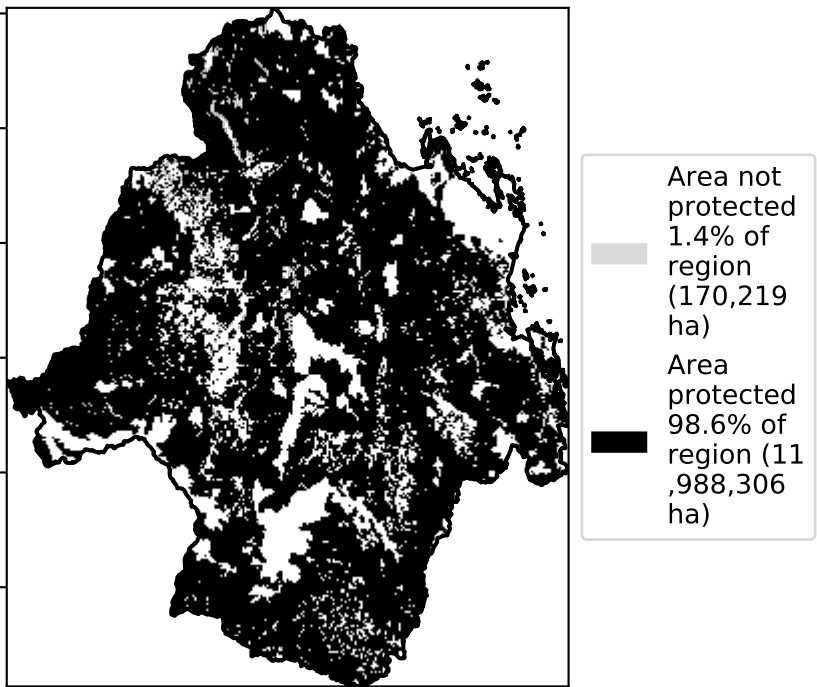 Area not
protected
1.4% of
region
(170,219
ha)
Area
protected
98.6% of
region (11
,988,306
ha)